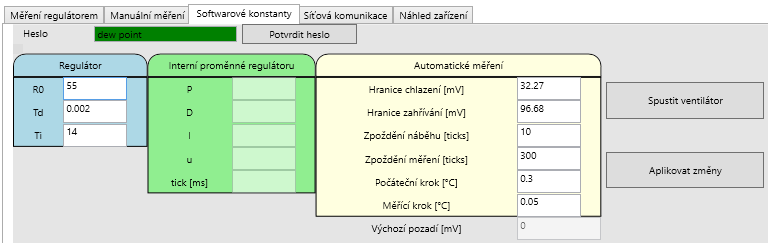 Měření regulátorem Manuální měření Softwarové konstanty Síťová komunikace Náhled zařízení
Heslo dew point Potvrdit heslo
Regulátor Interní proměnné regulátoru Automatické měření
R0 55 P Hranice chlazení [mV] 32.27
Spustit ventilátor
Td 0.002 D Hranice zahřívání [mV] 96.68
Ti 14 I Zpoždění náběhu [ticks] 10
u Zpoždění měření [ticks] 300
Aplikovat změny
tick [ms] Počáteční krok [°C] 0.3
Měřící krok [°C] 0.05
Výchozí pozadí [mV] 0